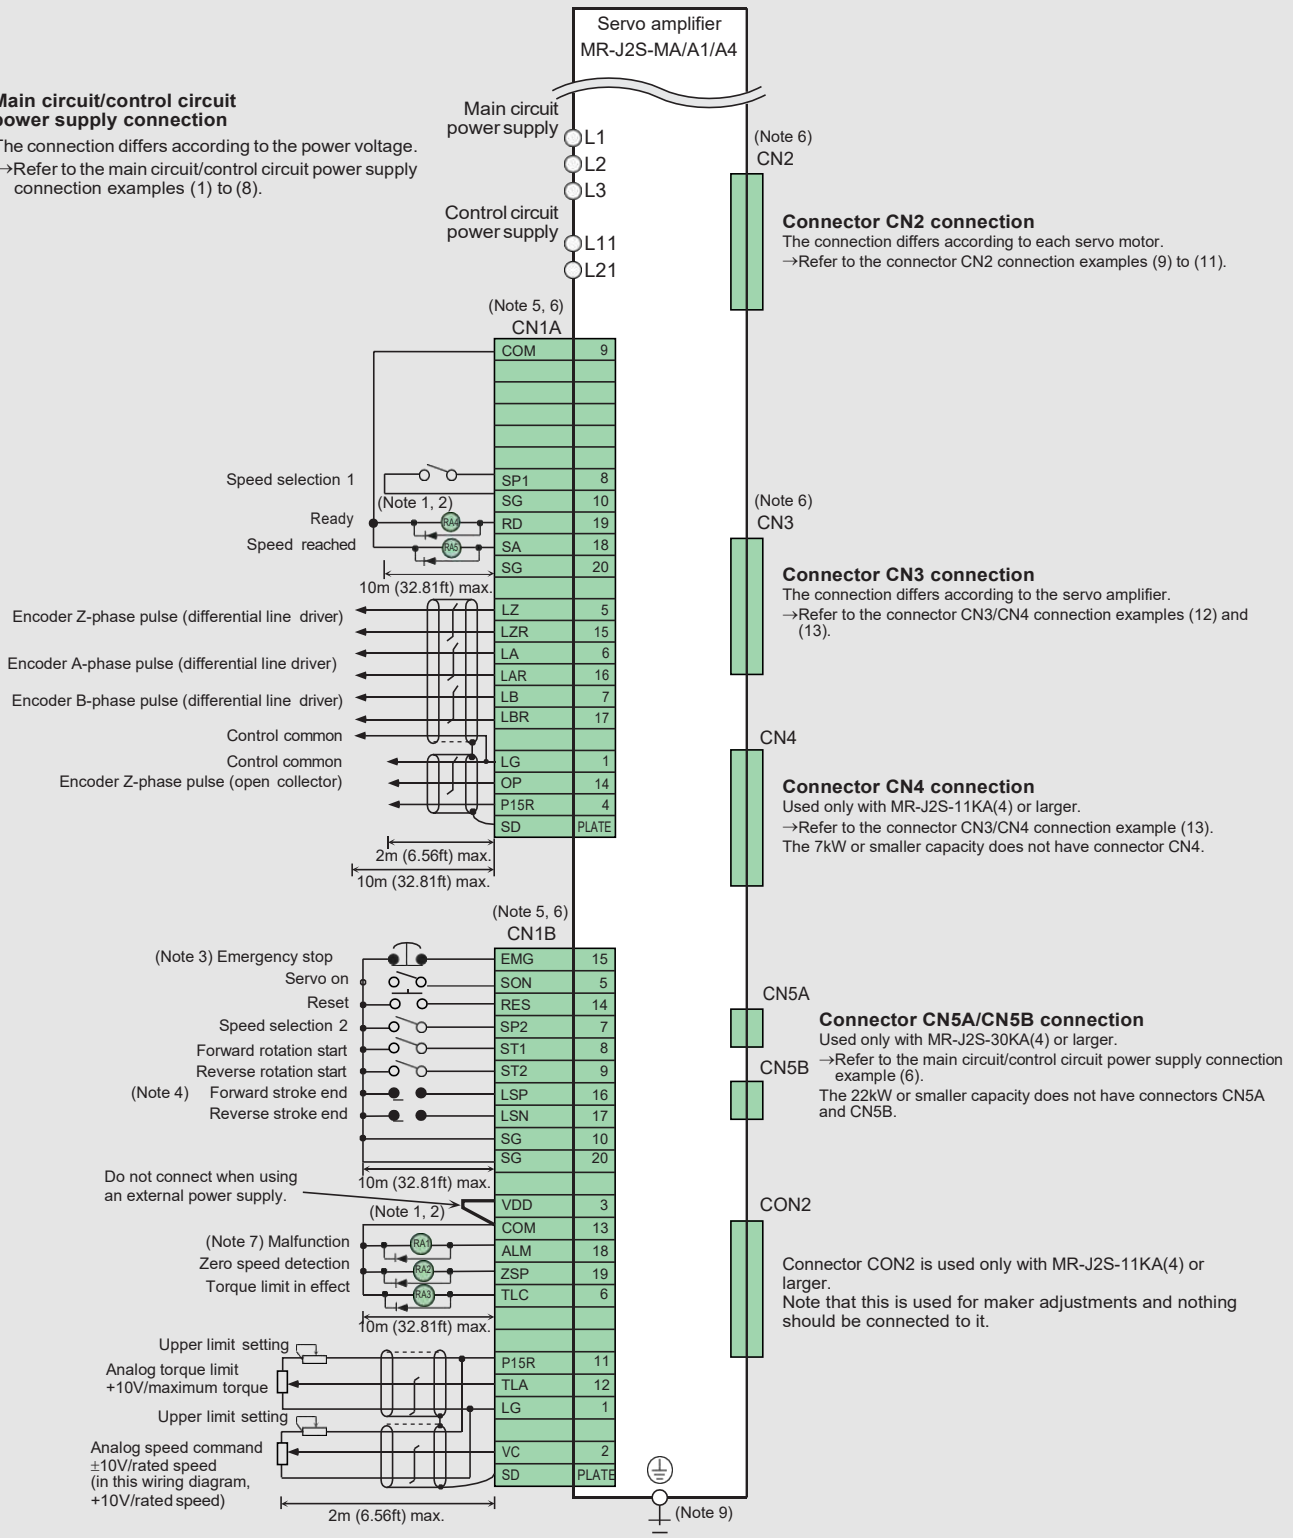 Servo amplifier
MR-J2S-MA/A1/A4
Main circuit/control circuit
power supply connection
The connection differs according to the power voltage.
→Refer to the main circuit/control circuit power supply
connection examples (1) to (8).
Main circuit
power supply
L1
L2
L3
Control circuit
power supply
L11
L21
(Note 6)
CN2
Connector CN2 connection
The connection differs according to each servo motor.
→Refer to the connector CN2 connection examples (9) to (11).
(Note 5, 6)
CN1A
COM 9
Speed selection 1 SP1 8
(Note 1, 2) SG 10
Ready RA4 RD 19
Speed reached RA5 SA 18
SG 20
10m (32.81ft) max.
Encoder Z-phase pulse (differential line driver) LZ 5
LZR 15
Encoder A-phase pulse (differential line driver) LA 6
LAR 16
Encoder B-phase pulse (differential line driver) LB 7
LBR 17
Control common
Control common LG 1
Encoder Z-phase pulse (open collector) OP 14
P15R 4
SD PLATE
2m (6.56ft) max.
10m (32.81ft) max.
(Note 6)
CN3
Connector CN3 connection
The connection differs according to the servo amplifier.
→Refer to the connector CN3/CN4 connection examples (12) and
(13).
CN4
Connector CN4 connection
Used only with MR-J2S-11KA(4) or larger.
→Refer to the connector CN3/CN4 connection example (13).
The 7kW or smaller capacity does not have connector CN4.
(Note 5, 6)
CN1B
(Note 3) Emergency stop EMG 15
Servo on SON 5
Reset RES 14
Speed selection 2 SP2 7
Forward rotation start ST1 8
Reverse rotation start ST2 9
(Note 4) Forward stroke end LSP 16
Reverse stroke end LSN 17
SG 10
SG 20
10m (32.81ft) max.
Do not connect when using
an external power supply.
VDD 3
(Note 1, 2) COM 13
(Note 7) Malfunction RA1 ALM 18
Zero speed detection RA2 ZSP 19
Torque limit in effect RA3 TLC 6
10m (32.81ft) max.
Upper limit setting P15R 11
Analog torque limit
+10V/maximum torque TLA 12
LG 1
Upper limit setting
Analog speed command VC 2
±10V/rated speed
(in this wiring diagram, SD PLATE
+10V/rated speed)
2m (6.56ft) max.
CN5A
Connector CN5A/CN5B connection
Used only with MR-J2S-30KA(4) or larger.
→Refer to the main circuit/control circuit power supply connection
example (6).
CN5B
The 22kW or smaller capacity does not have connectors CN5A
and CN5B.
CON2
Connector CON2 is used only with MR-J2S-11KA(4) or
larger.
Note that this is used for maker adjustments and nothing
should be connected to it.
(Note 9)